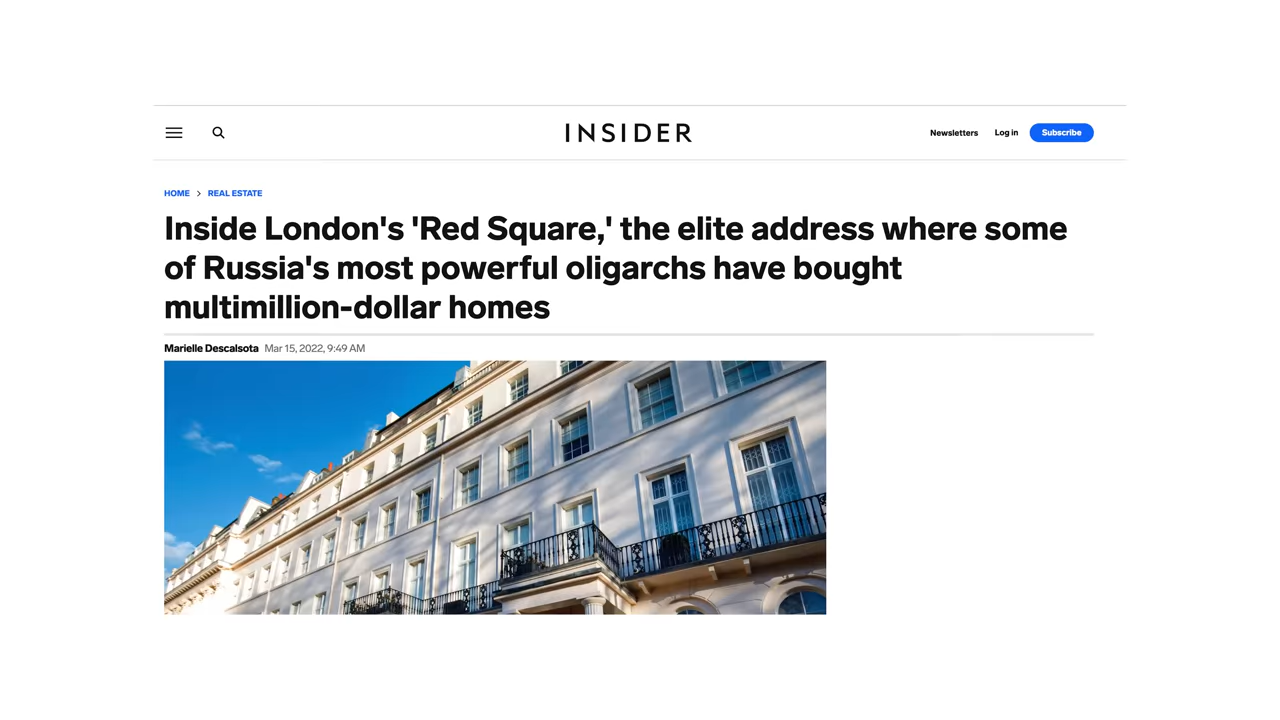 INSIDER
Newsletters Log in Subscribe
HOME > REAL ESTATE
Inside London's 'Red Square,' the elite address where some
of Russia's most powerful oligarchs have bought
multimillion-dollar homes
Marielle Descalsota Mar 15, 2022, 9:49 AM